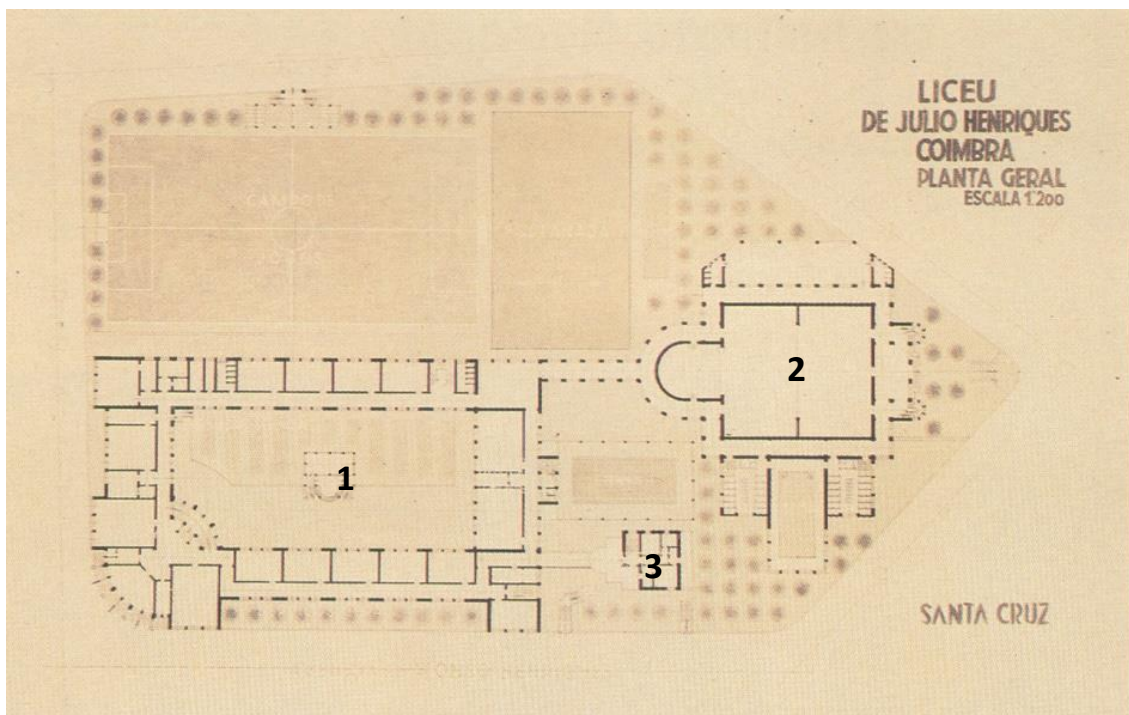 LICEU
DE JULIO HENRIQUES
COIMBRA
PLANTA GERAL
ESCALA 1:200
2
1
3
SANTA CRUZ